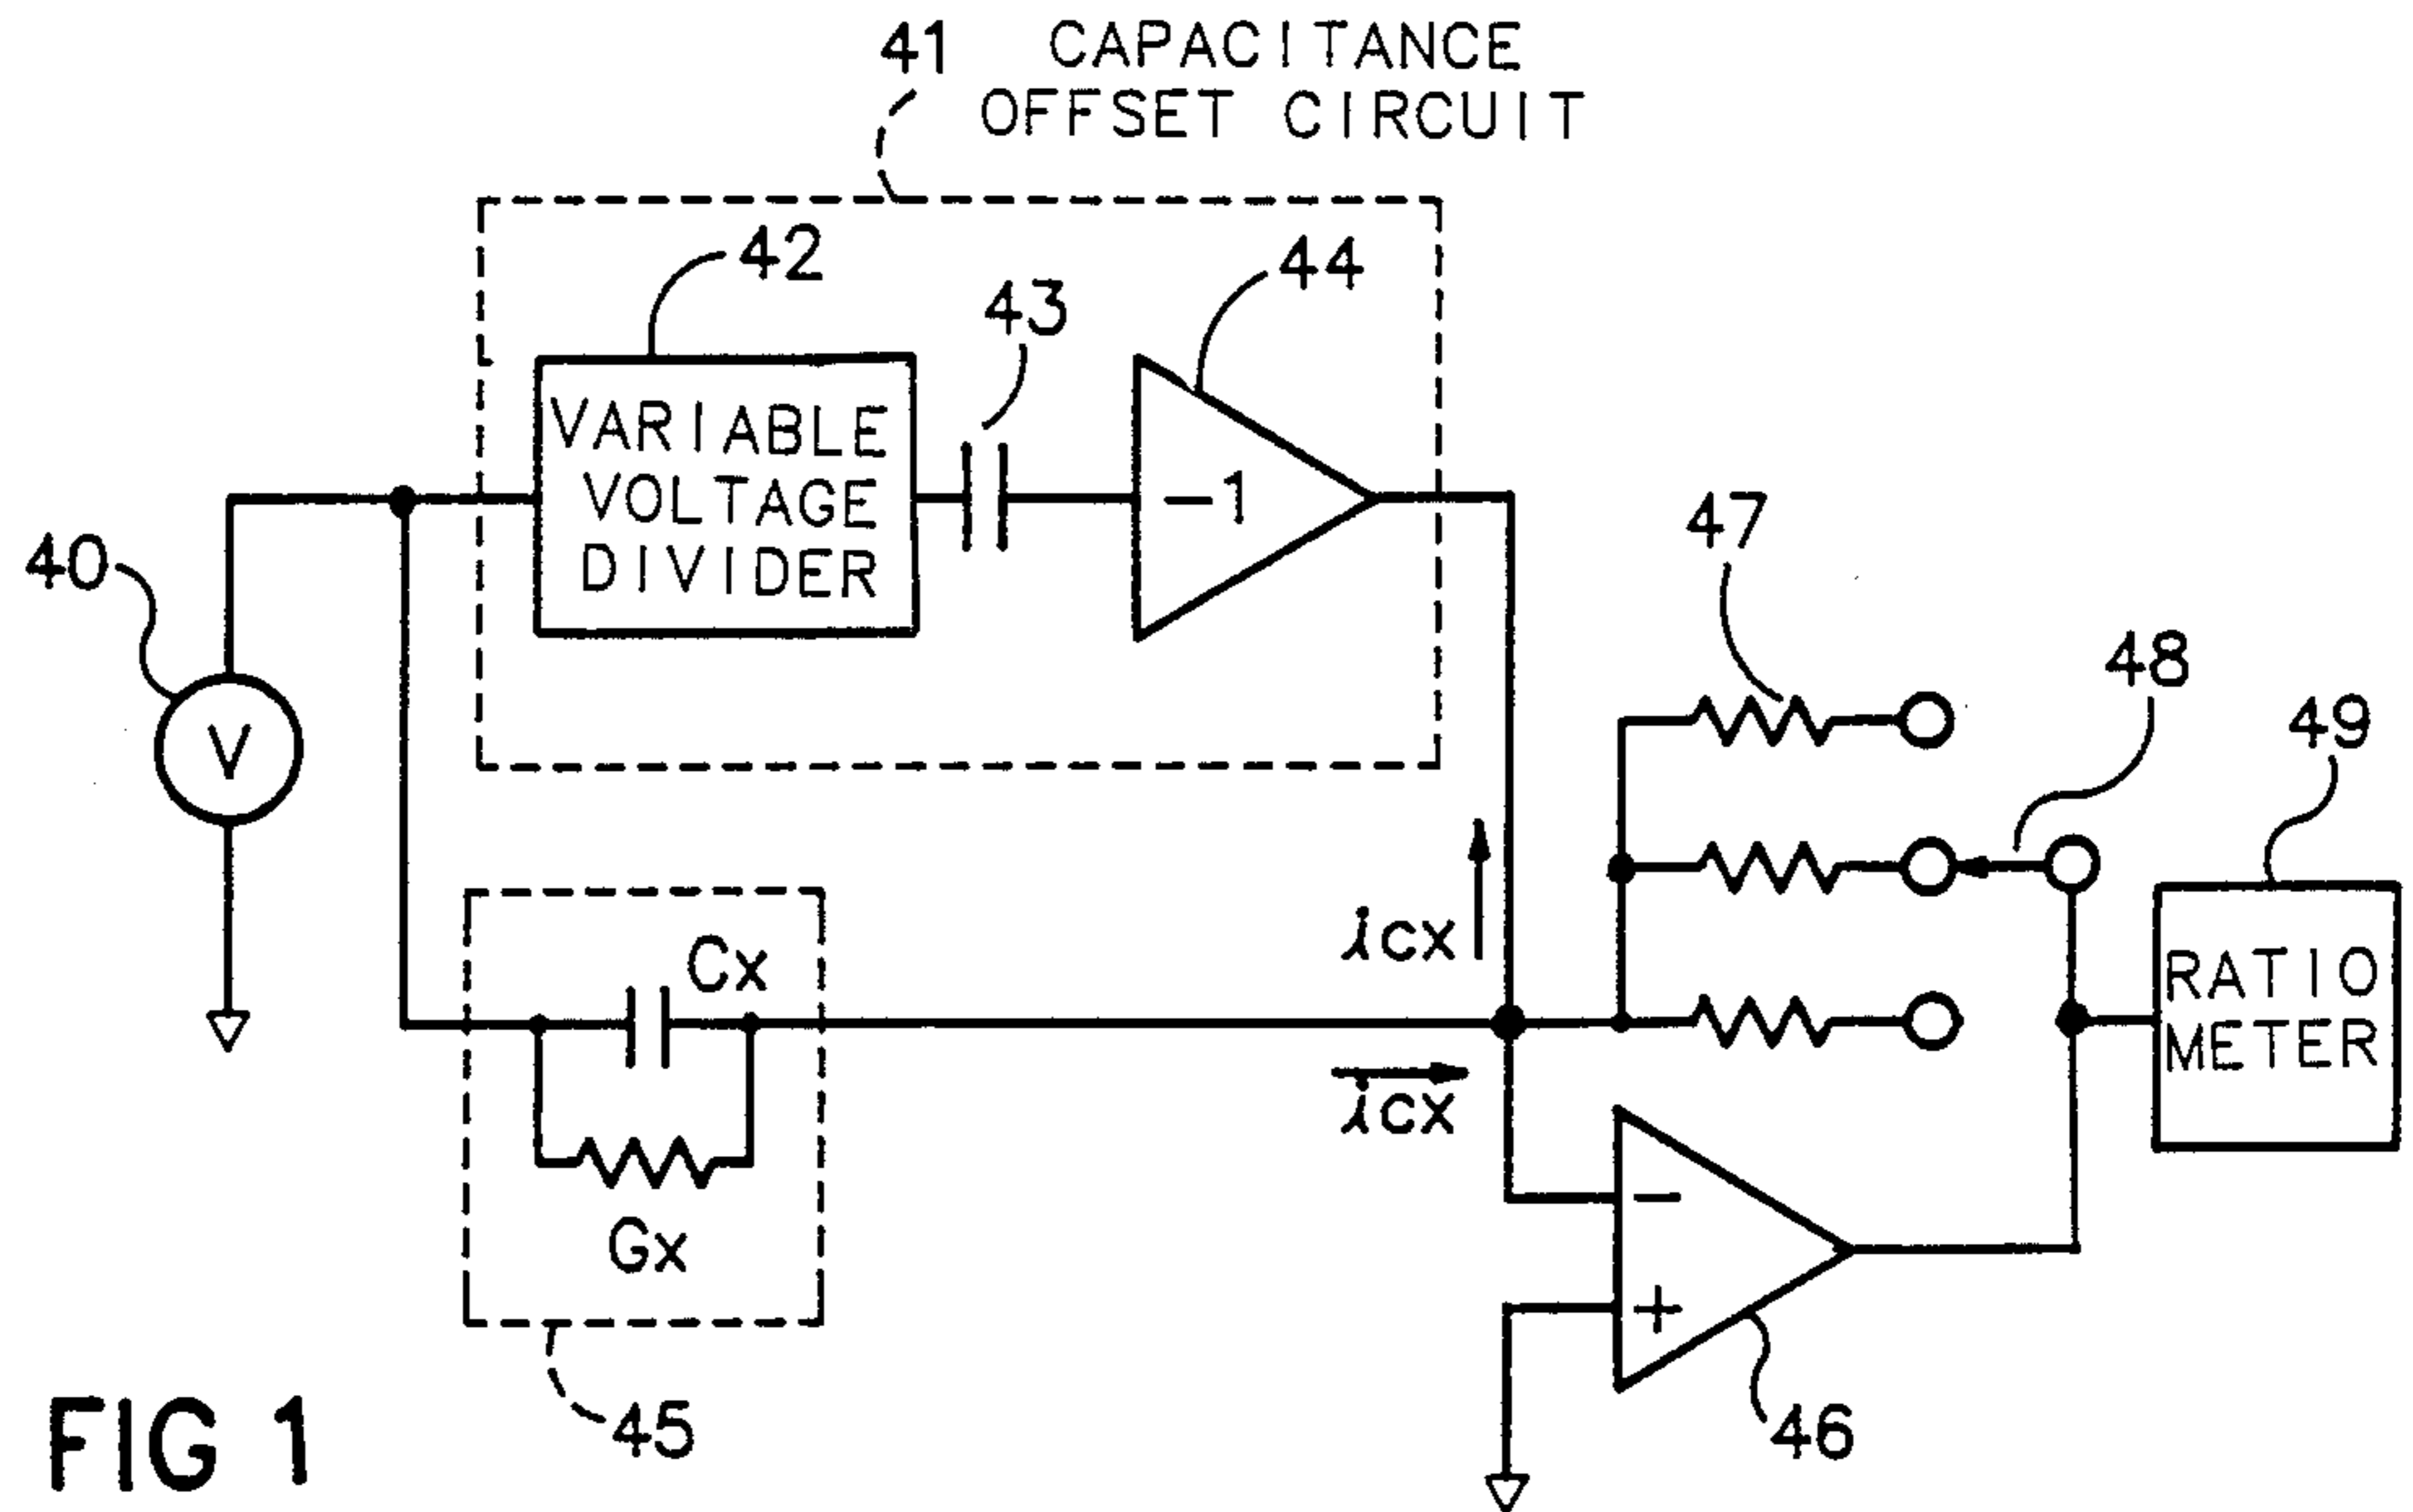 41 CAPACITANCE
OFFSET CIRCUIT
42
43
44
VARIABLE
VOLTAGE
DIVIDER
-1
40
V
47
48
49
RATIO
METER
Cx
icx
icx
Gx
-
+
45
46
FIG 1